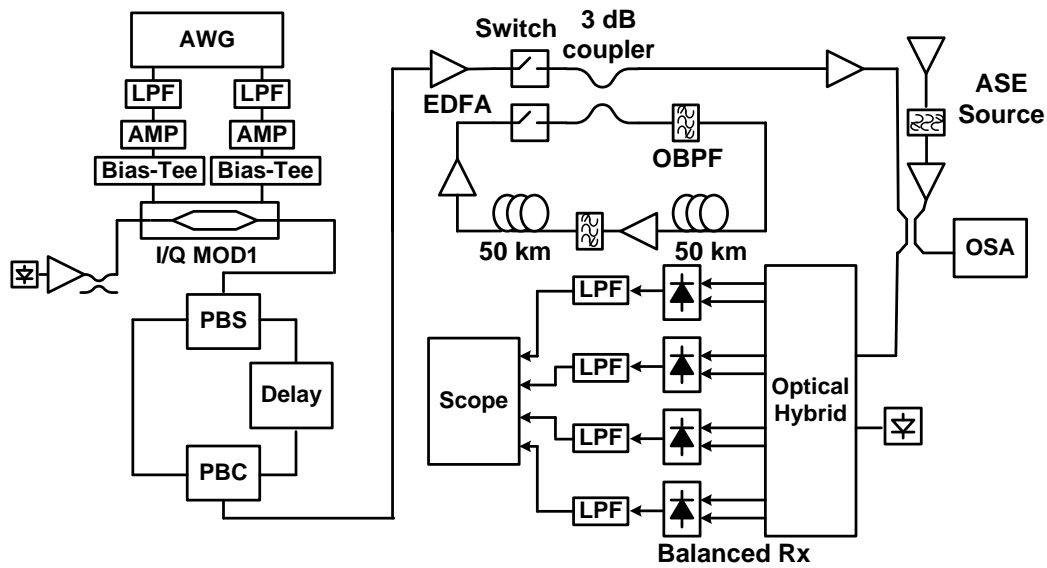 AWG
LPF
LPF
AMP
AMP
Bias-Tee
Bias-Tee
I/Q MOD1
PBS
Delay
PBC
Switch
3 dB
coupler
EDFA
OBPF
50 km
50 km
ASE
Source
OSA
LPF
LPF
LPF
LPF
Scope
Optical
Hybrid
Balanced Rx